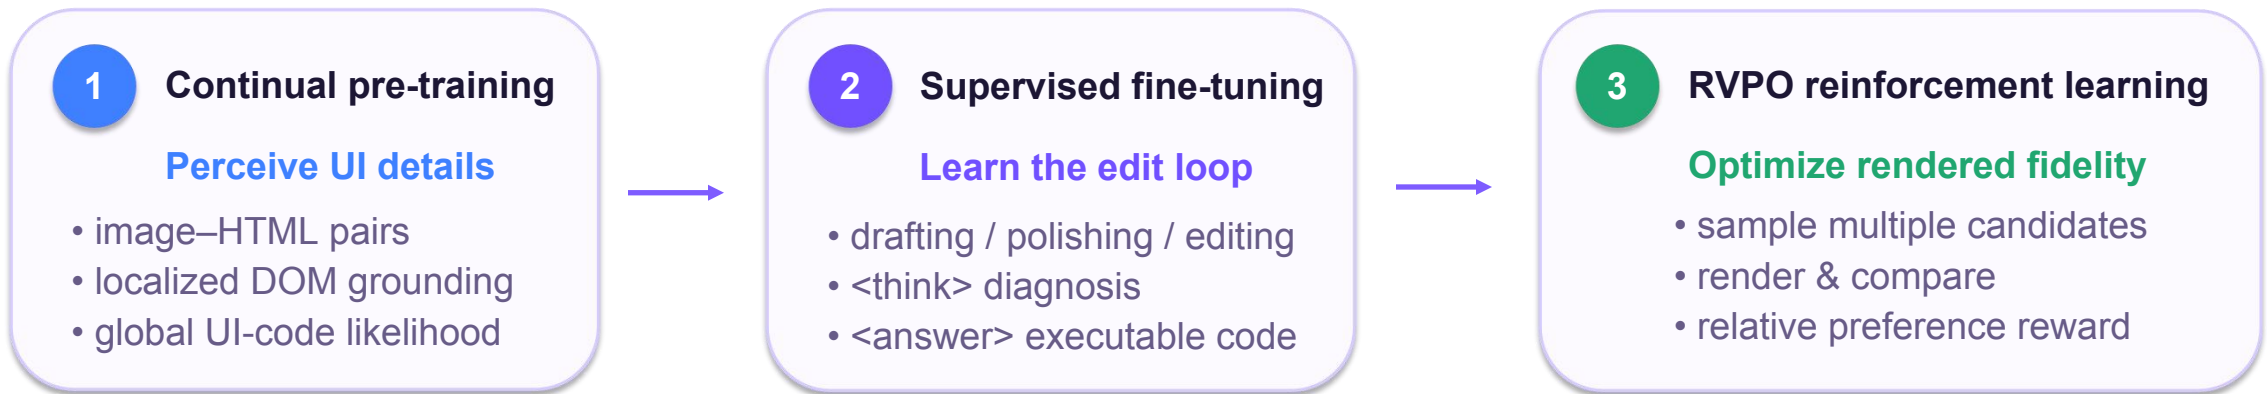 1 Continual pre-training
Perceive UI details
• image–HTML pairs
• localized DOM grounding
• global UI-code likelihood
2 Supervised fine-tuning
Learn the edit loop
• drafting / polishing / editing
• <think> diagnosis
• <answer> executable code
3 RVPO reinforcement learning
Optimize rendered fidelity
• sample multiple candidates
• render & compare
• relative preference reward